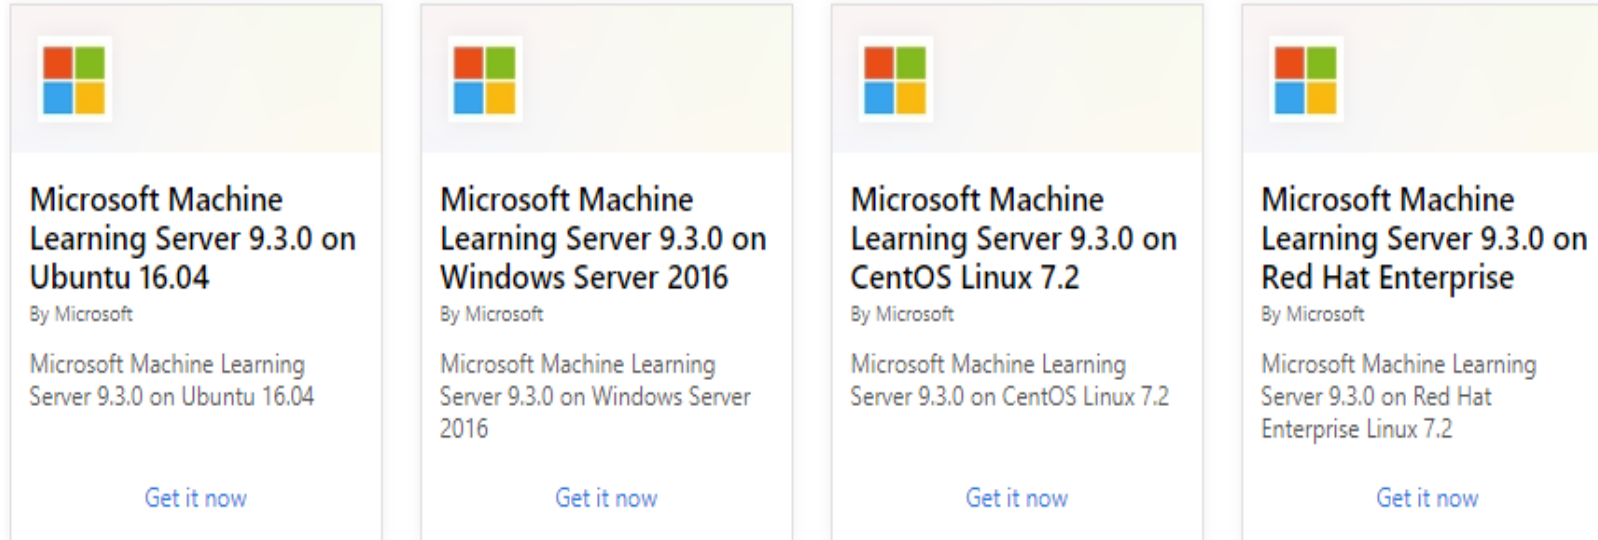 Microsoft Machine
Learning Server 9.3.0 on
Ubuntu 16.04
By Microsoft
Microsoft Machine Learning
Server 9.3.0 on Ubuntu 16.04
Get it now
Microsoft Machine
Learning Server 9.3.0 on
Windows Server 2016
By Microsoft
Microsoft Machine Learning
Server 9.3.0 on Windows Server
2016
Get it now
Microsoft Machine
Learning Server 9.3.0 on
CentOS Linux 7.2
By Microsoft
Microsoft Machine Learning
Server 9.3.0 on CentOS Linux 7.2
Get it now
Microsoft Machine
Learning Server 9.3.0 on
Red Hat Enterprise
By Microsoft
Microsoft Machine Learning
Server 9.3.0 on Red Hat
Enterprise Linux 7.2
Get it now